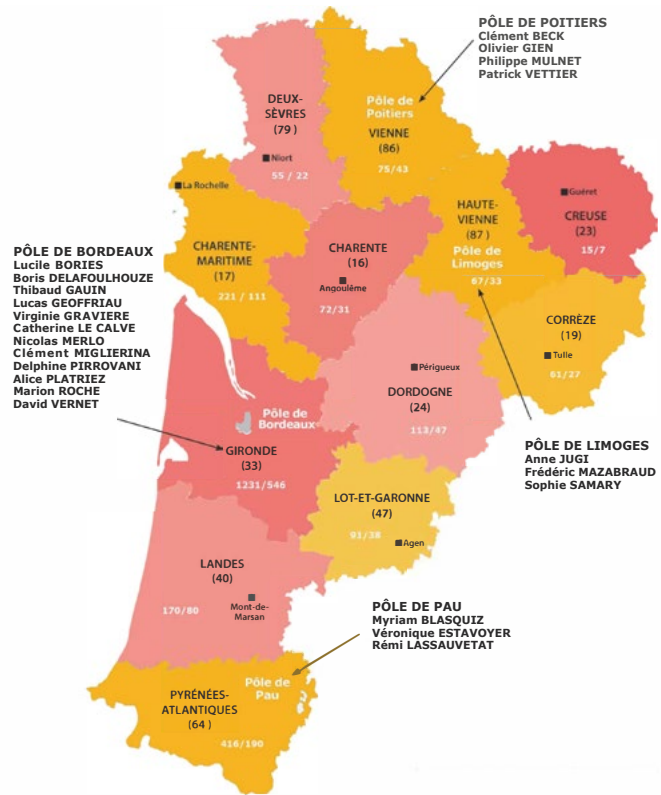 PÔLE DE POITIERS
Clément BECK
Olivier GIEN
Philippe MULNET
Patrick VETTIER
DEUX-
SÈVRES
(79 )
Niort
55 / 22
Pôle de
Poitiers
VIENNE
(86)
75/43
La Rochelle
CHARENTE-
MARITIME
(17)
221 / 111
CHARENTE
(16)
Angoulême
72/31
HAUTE-
VIENNE
(87)
Pôle de
Limoges
67/33
Guéret
CREUSE
(23)
15/7
CORRÈZE
(19)
Tulle
61/27
PÔLE DE BORDEAUX
Lucile BORIES
Boris DELAFOULHOUZE
Thibaud GAUIN
Lucas GEOFFRIAU
Virginie GRAVIERE
Catherine LE CALVE
Nicolas MERLO
Clément MIGLIERINA
Delphine PIRROVANI
Alice PLATRIEZ
Marion ROCHE
David VERNET
Périgueux
DORDOGNE
(24)
113/47
Pôle de
Bordeaux
GIRONDE
(33)
1231/546
PÔLE DE LIMOGES
Anne JUGI
Frédéric MAZABRAUD
Sophie SAMARY
LOT-ET-GARONNE
(47)
91/38
Agen
LANDES
(40)
170/80
Mont-de-
Marsan
PÔLE DE PAU
Myriam BLASQUIZ
Véronique ESTAVOYER
Rémi LASSAUVETAT
Pôle de
Pau
PYRÉNÉES-
ATLANTIQUES
(64 )
416/190